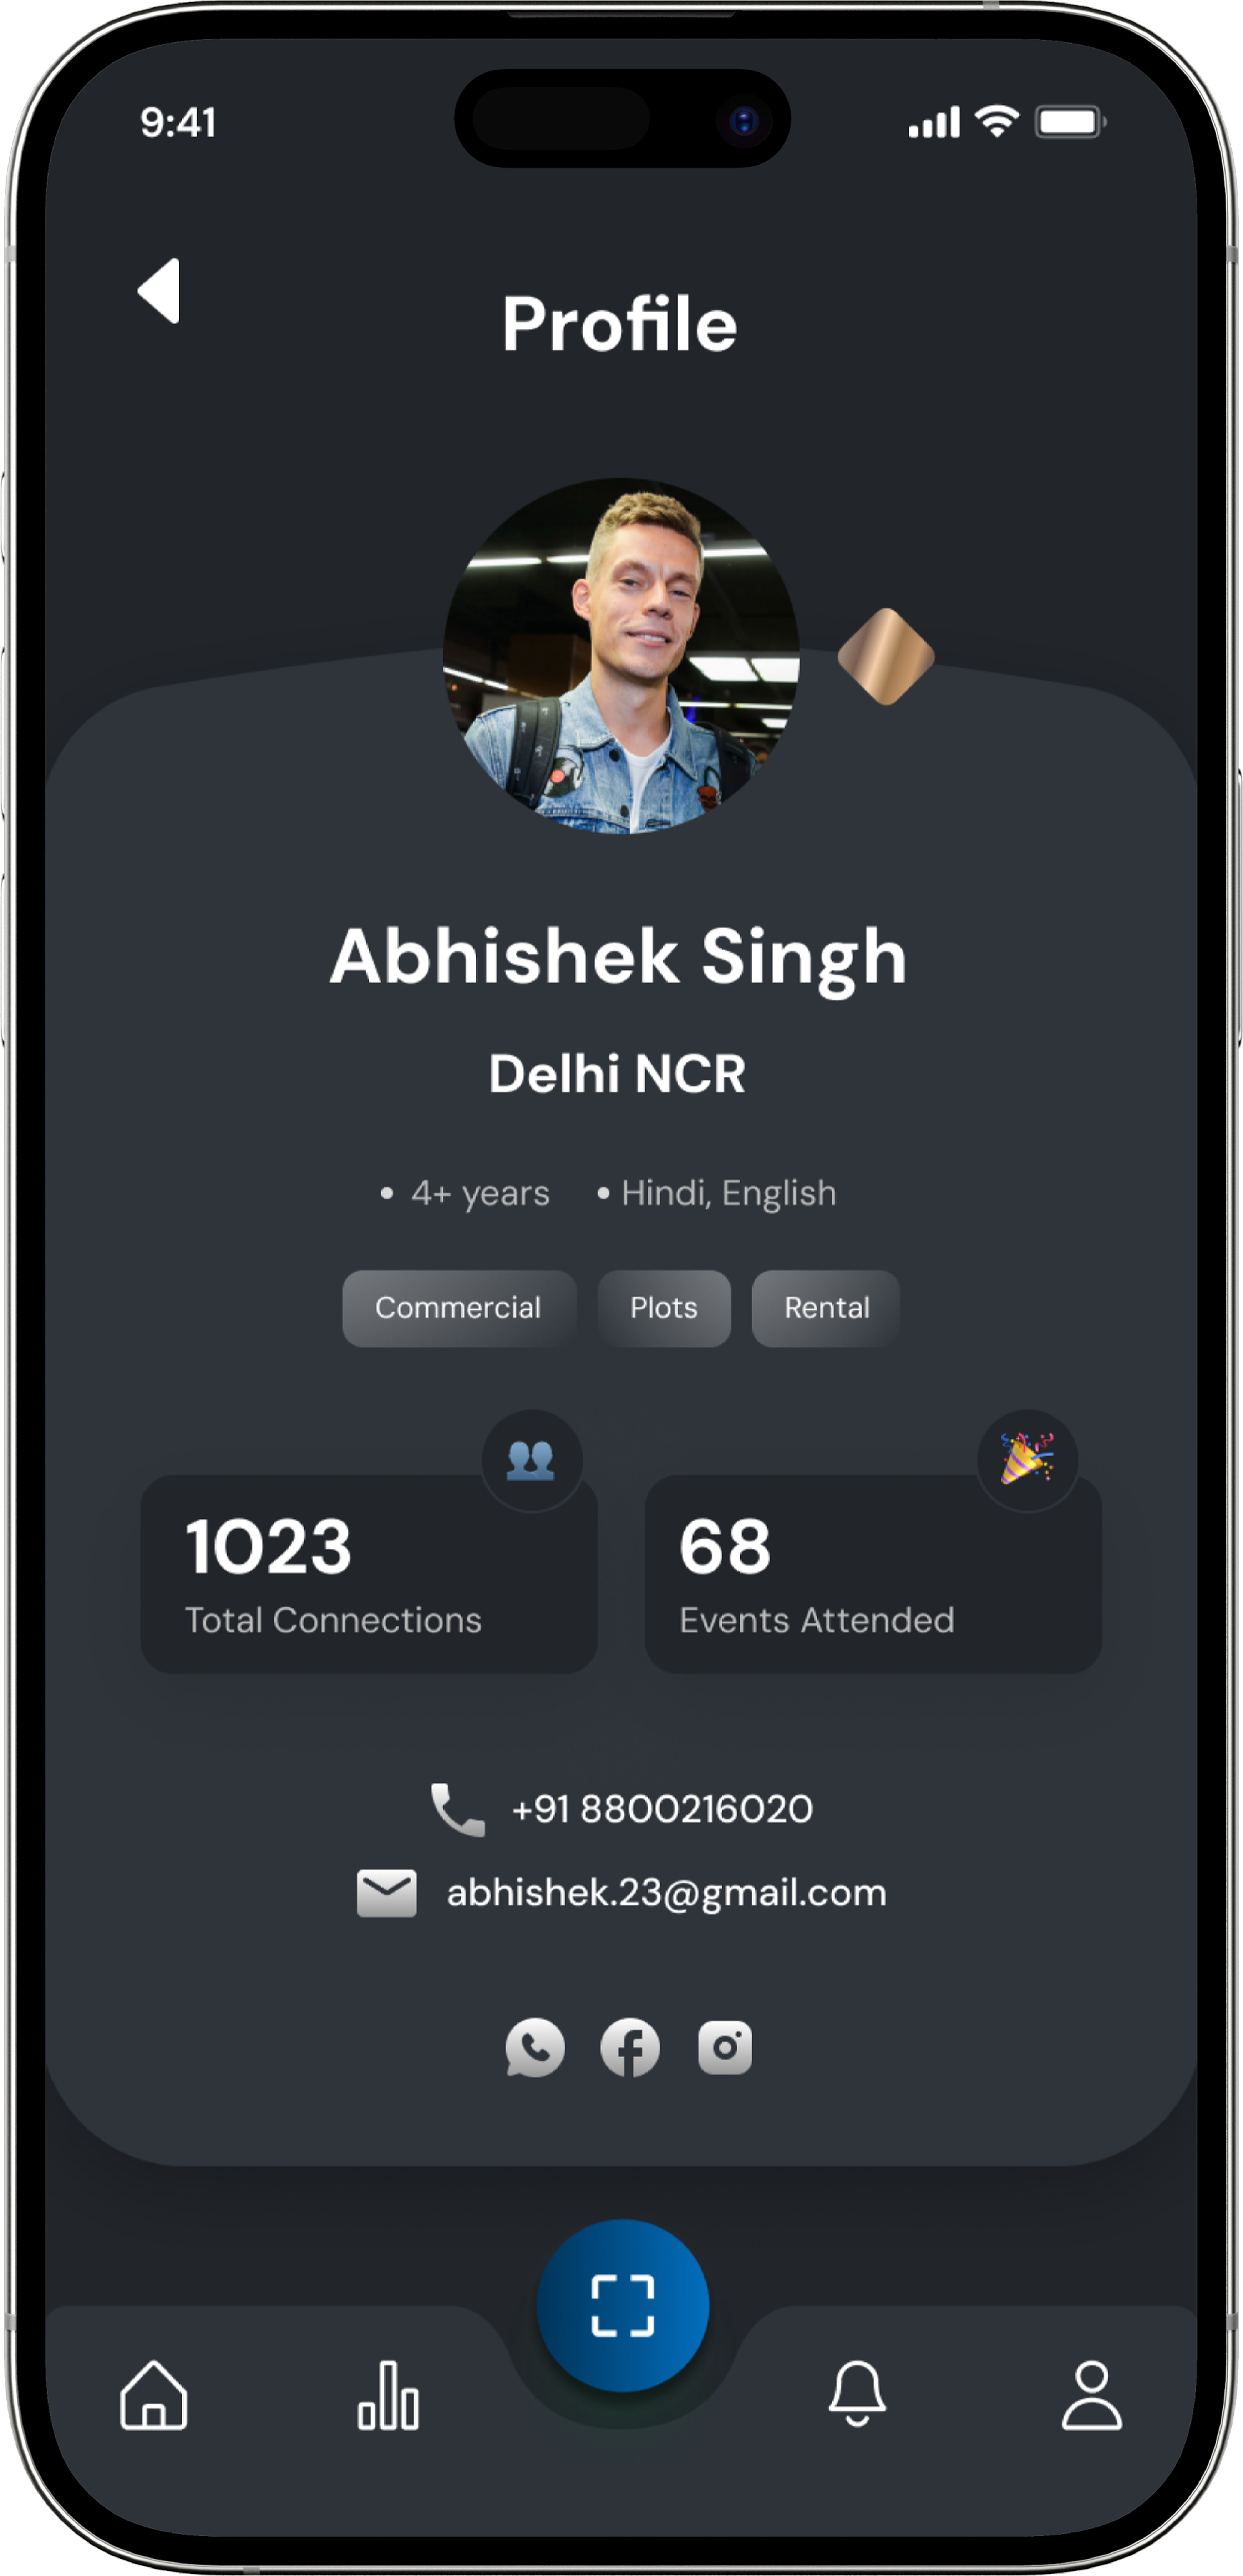 9:41
Profile
Abhishek Singh
Delhi NCR
• 4+ years • Hindi, English
Commercial Plots Rental
1023 68
Total Connections Events Attended
+91 8800216020
abhishek.23@gmail.com